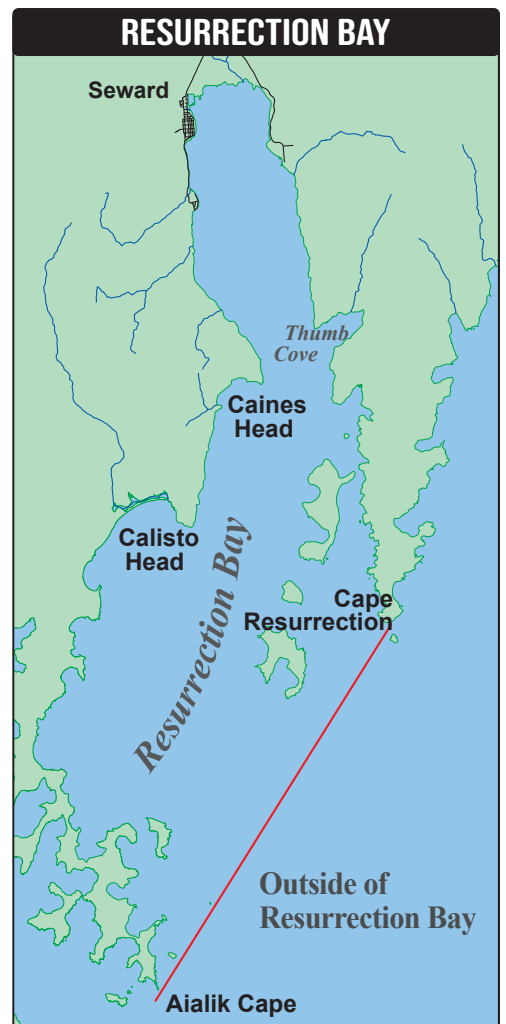 RESURRECTION BAY
Seward
Thumb
Cove
Caines
Head
Calisto
Head
Resurrection Bay
Cape
Resurrection
Outside of
Resurrection Bay
Aialik Cape